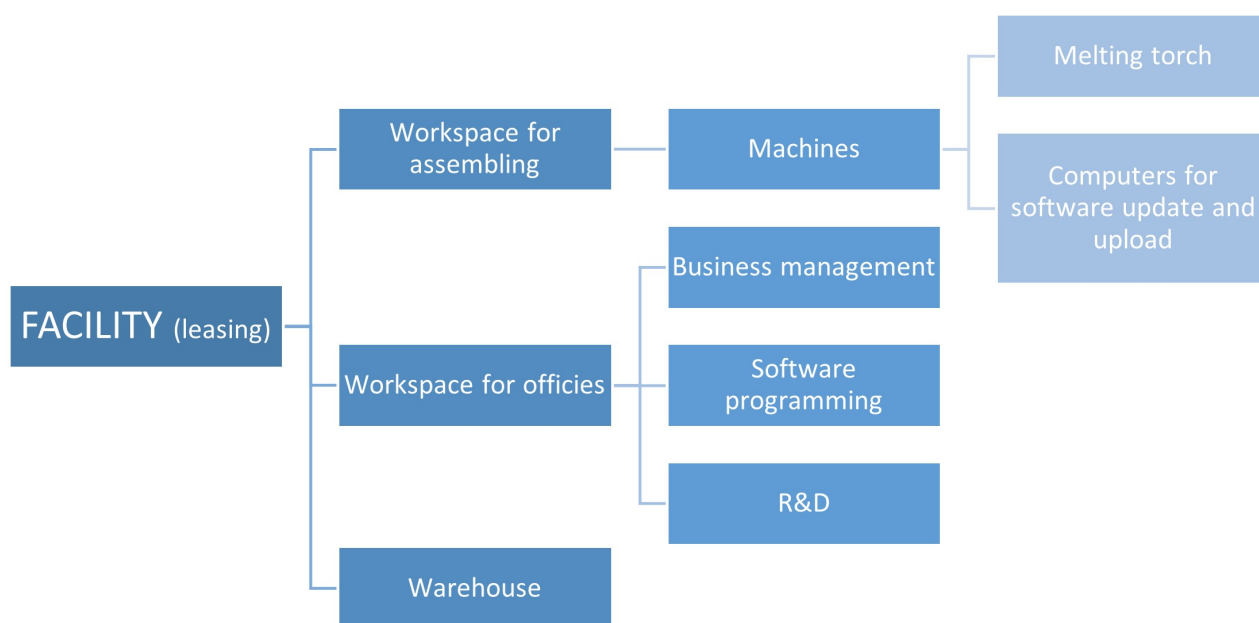 FACILITY (leasing)
Workspace for
assembling
Machines
Melting torch
Computers for
software update and
upload
Workspace for officies
Business management
Software
programming
R&D
Warehouse